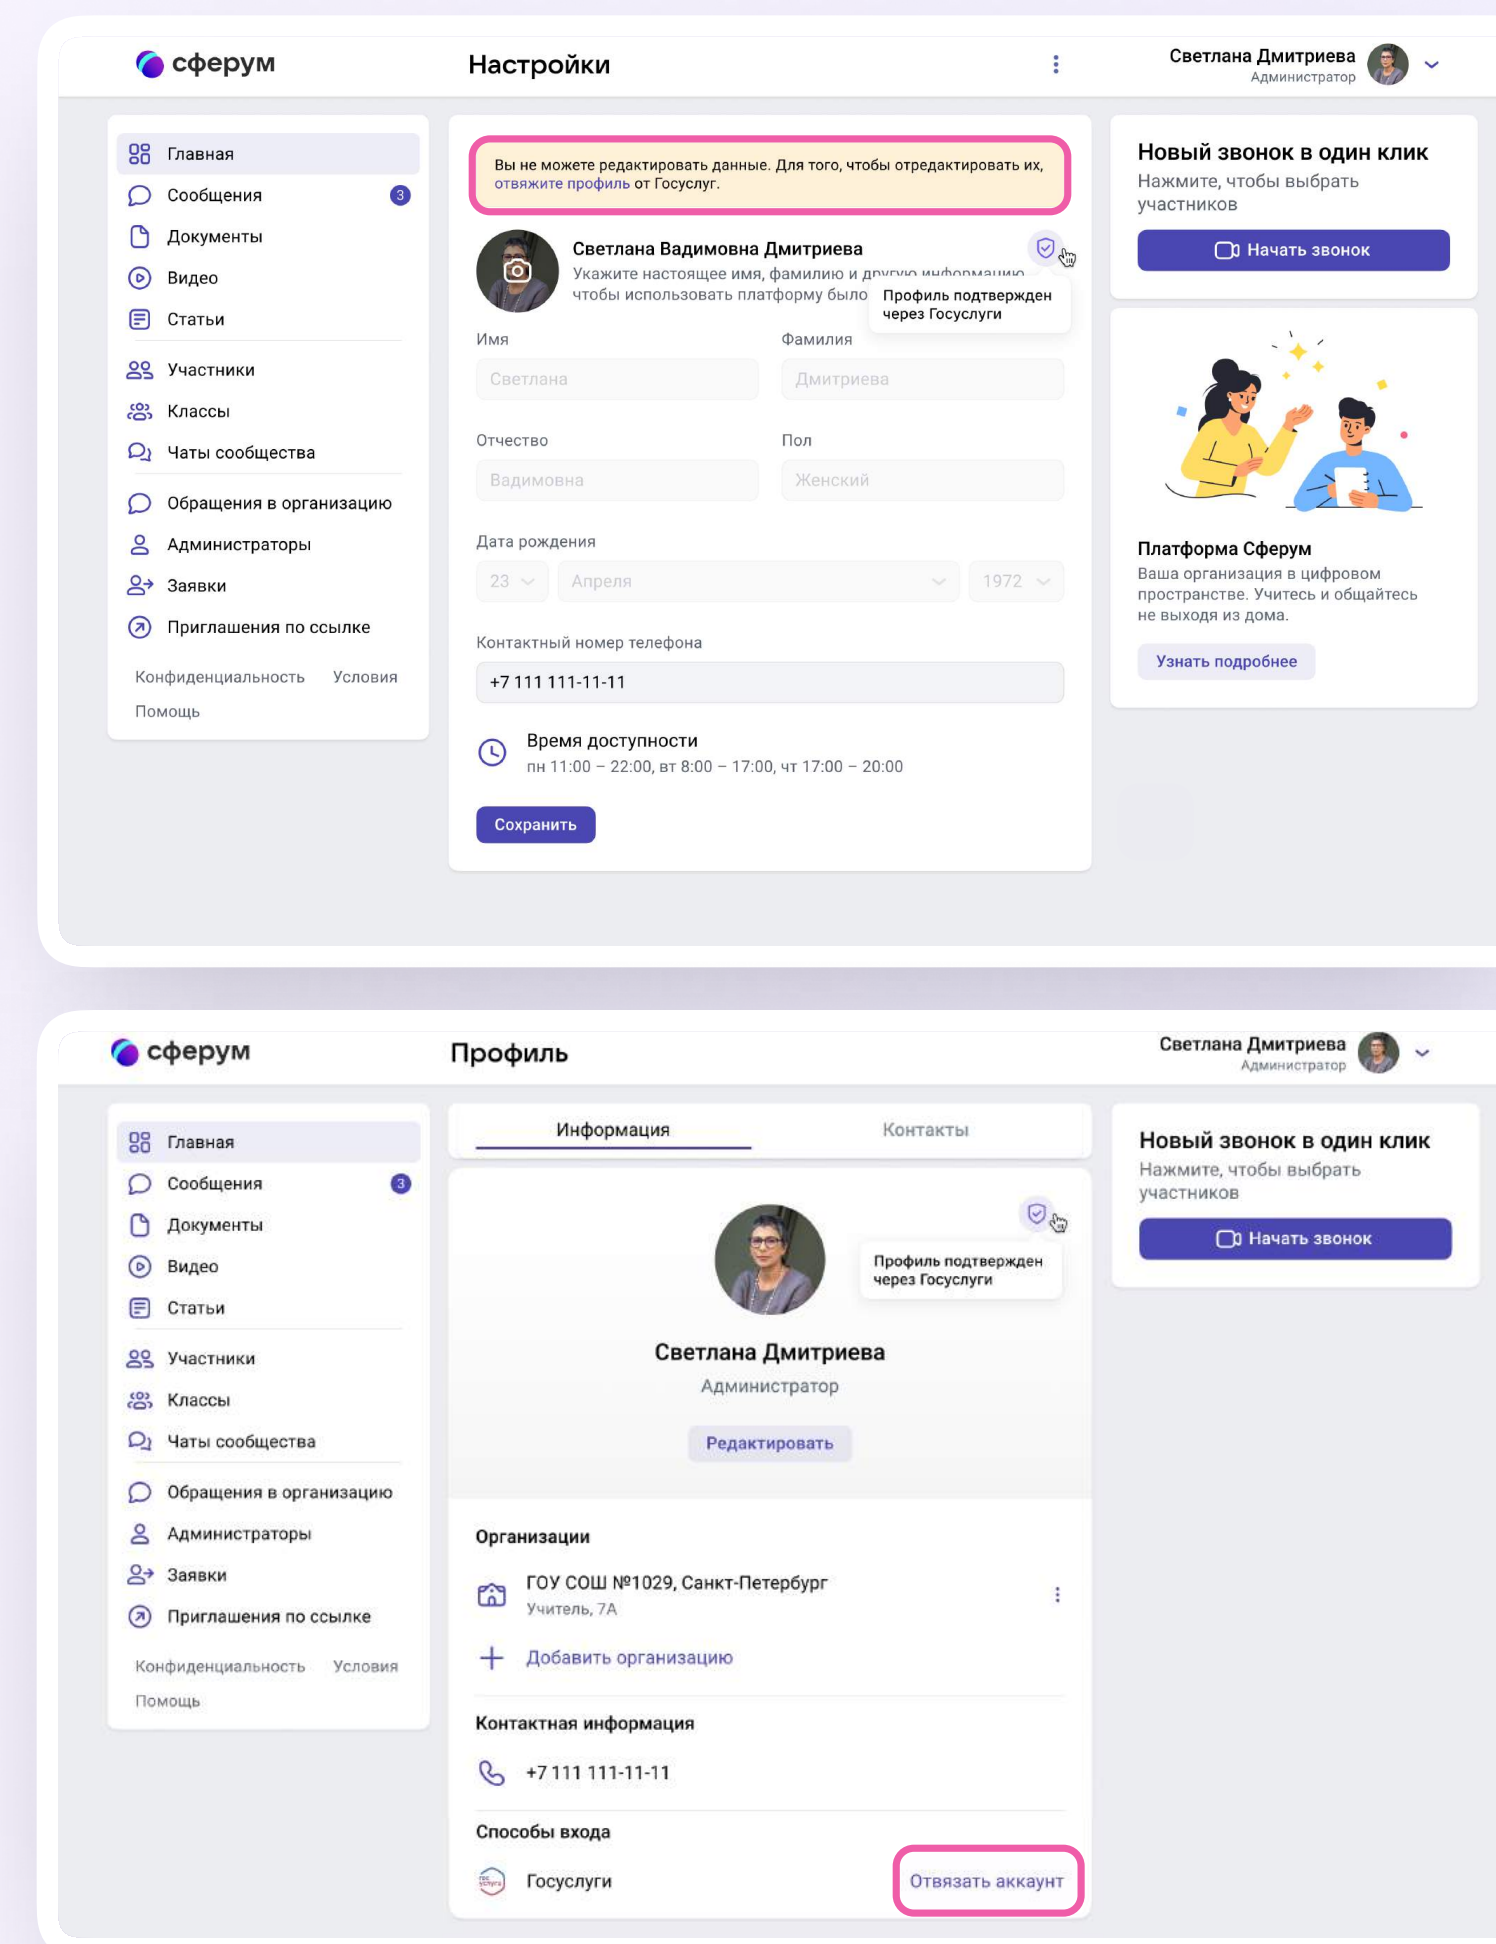 сферум
Настройки
Светлана Дмитриева
Администратор
Главная
Сообщения
3
Документы
Видео
Статьи
Участники
Классы
Чаты сообщества
Обращения в организацию
Администраторы
Заявки
Приглашения по ссылке
Конфиденциальность Условия
Помощь
Вы не можете редактировать данные. Для того, чтобы отредактировать их,
отвяжите профиль от Госуслуг.
Светлана Вадимовна Дмитриева
Укажите настоящее имя, фамилию и другую информацию
чтобы использовать платформу было
Профиль подтвержден
через Госуслуги
Имя
Фамилия
Светлана
Дмитриева
Отчество
Пол
Вадимовна
Женский
Дата рождения
23 Апреля 1972
Контактный номер телефона
+7 111 111-11-11
Время доступности
пн 11:00 – 22:00, вт 8:00 – 17:00, чт 17:00 – 20:00
Сохранить
Новый звонок в один клик
Нажмите, чтобы выбрать
участников
Начать звонок
Платформа Сферум
Ваша организация в цифровом
пространстве. Учитесь и общайтесь
не выходя из дома.
Узнать подробнее
сферум
Профиль
Светлана Дмитриева
Администратор
Главная
Сообщения
3
Документы
Видео
Статьи
Участники
Классы
Чаты сообщества
Обращения в организацию
Администраторы
Заявки
Приглашения по ссылке
Конфиденциальность Условия
Помощь
Информация
Контакты
Профиль подтвержден
через Госуслуги
Светлана Дмитриева
Администратор
Редактировать
Организации
ГОУ СОШ №1029, Санкт-Петербург
Учитель, 7А
Добавить организацию
Контактная информация
+7 111 111-11-11
Способы входа
гос
услуги
Госуслуги
Отвязать аккаунт
Новый звонок в один клик
Нажмите, чтобы выбрать
участников
Начать звонок